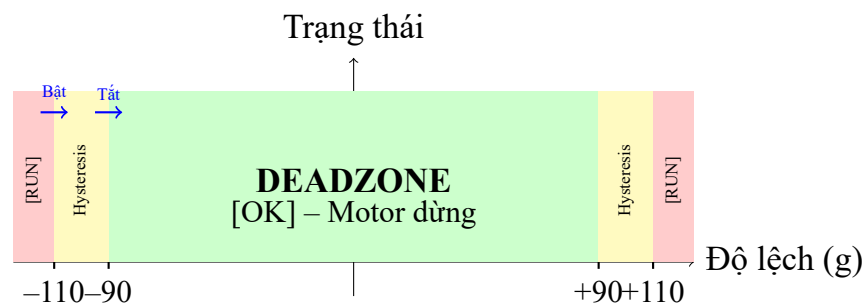 Trạng thái
Bật
Tắt
[RUN]
Hysteresis
DEADZONE
[OK] – Motor dừng
Hysteresis
[RUN]
Độ lệch (g)
–110
–90
+90
+110